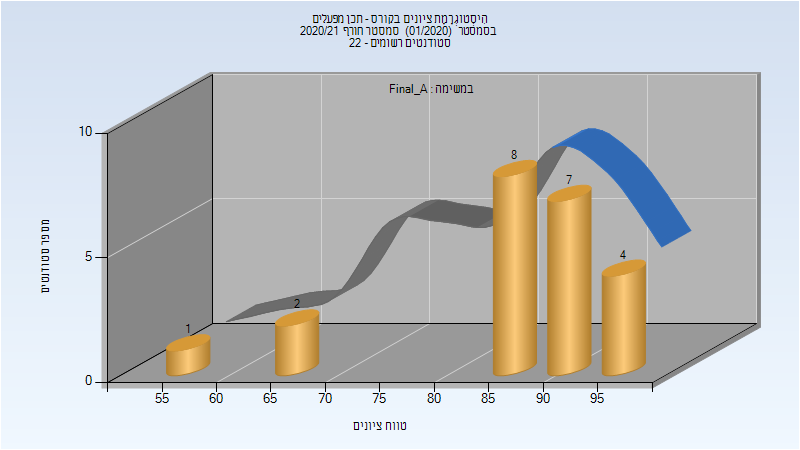 היסטוגרמת ציונים בקורס - תכן מפעלים
בסמסטר (01/2020) סמסטר חורף 2020/21
סטודנטים רשומים - 22
במשימה : Final_A
מספר סטודנטים
10
5
0
1
2
8
7
4
55
60
65
70
75
80
85
90
95
טווח ציונים